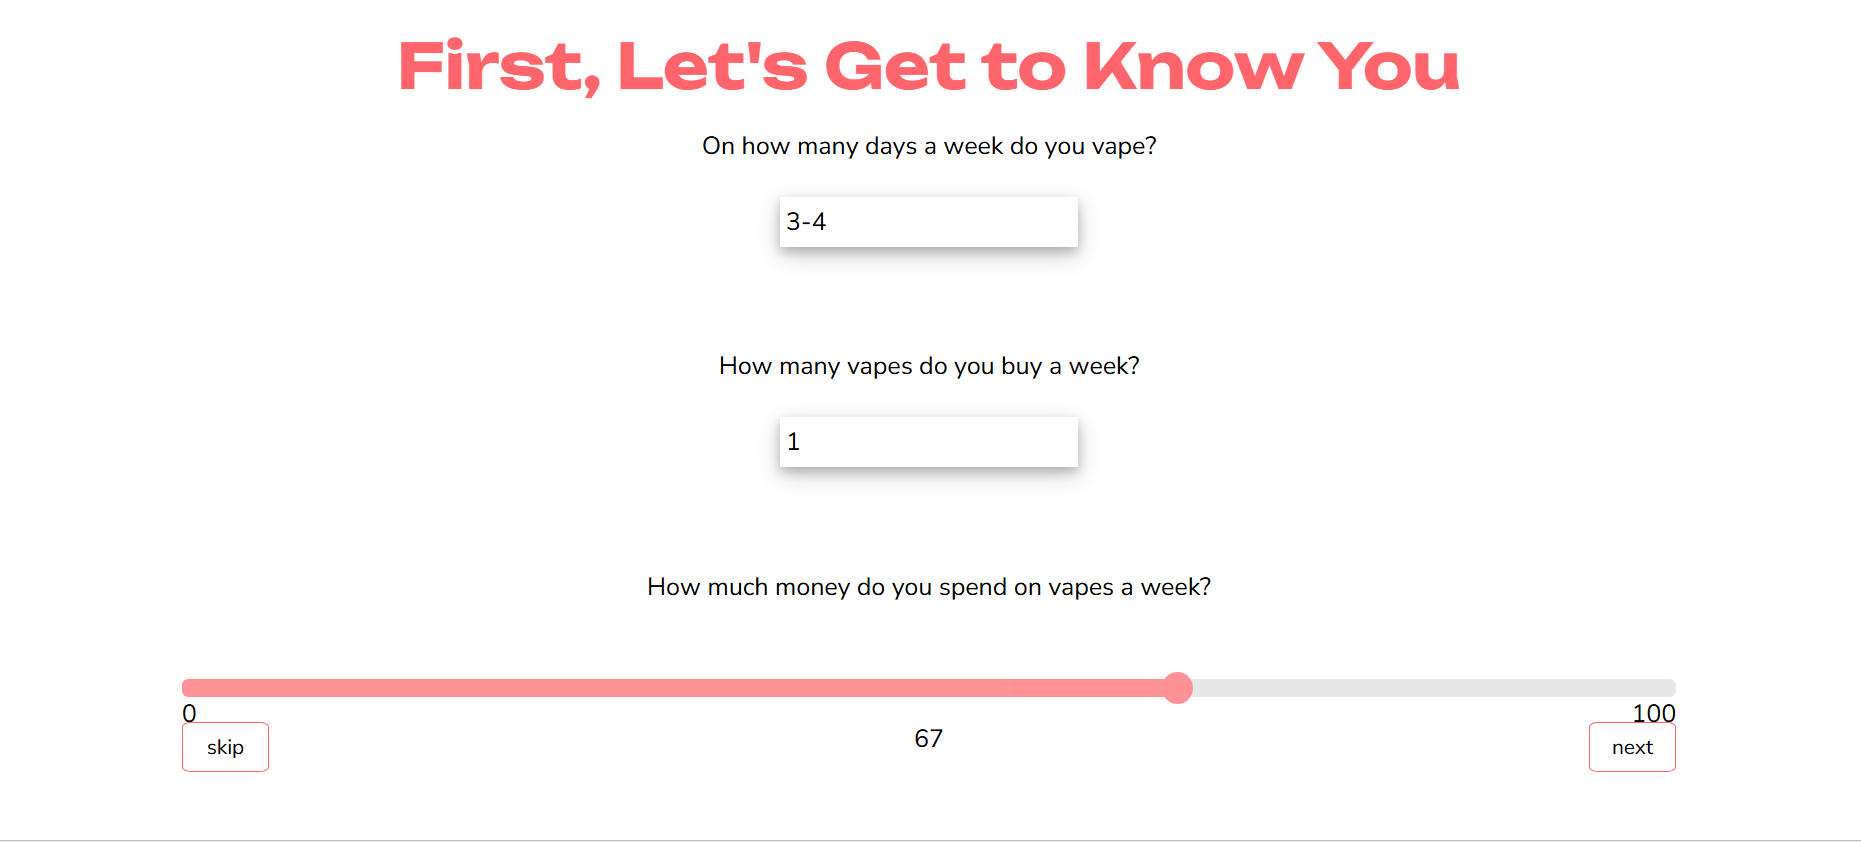 First, Let's Get to Know You
On how many days a week do you vape?
3-4
How many vapes do you buy a week?
1
How much money do you spend on vapes a week?
0 100
67
skip next